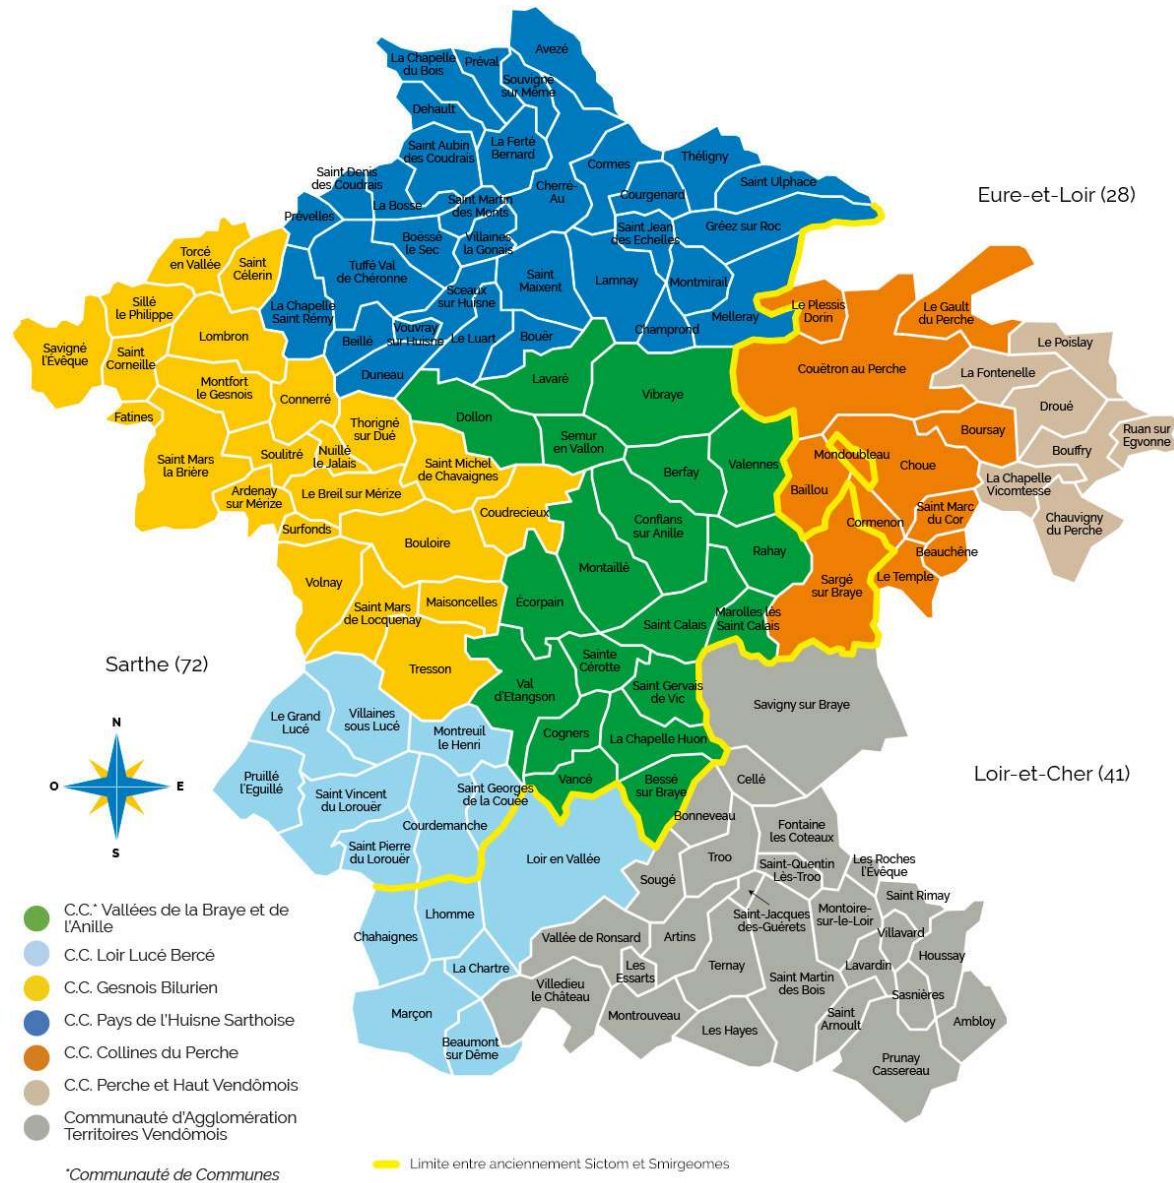 Avezé
La Chapelle
du Bois
Préval
Souvigné
sur Même
Dehault
Saint Aubin
des Coudrais
La Ferté
Bernard
Cormes
Théligny
Saint Denis
des Coudrais
Cherré-
Au
Courgenard
Saint Ulphace
Eure-et-Loir (28)
La Bosse
Saint Martin
des Monts
Prévelles
Boëssé
le Sec
Villaines
la Gonais
Saint Jean
des Echelles
Gréez sur Roc
Torcé
en Vallée
Saint
Célerin
Tuffé Val
de Chéronne
Sceaux
sur Huisne
Saint
Maixent
Lamnay
Montmirail
Sillé
le Philippe
La Chapelle
Saint Rémy
Le Plessis
Dorin
Le Gault
du Perche
Melleray
Savigné
l'Évêque
Saint
Corneille
Lombron
Beillé
Vouvray
sur Huisne
Le Luart
Bouër
Champrond
Le Poislay
Duneau
Couëtron au Perche
La Fontenelle
Montfort
le Gesnois
Connerré
Lavaré
Vibraye
Droué
Fatines
Thorigné
sur Dué
Dollon
Boursay
Ruan sur
Egvonne
Saint Mars
la Brière
Soulitré
Nuillé
le Jalais
Semur
en Vallon
Mondoubleau
Bouffry
Saint Michel
de Chavaignes
Berfay
Valennes
Choue
La Chapelle
Vicomtesse
Ardenay
sur Mérize
Le Breil sur Mérize
Baillou
Saint Marc
du Cor
Coudrecieux
Conflans
sur Anille
Cormenon
Chauvigny
du Perche
Surfonds
Bouloire
Rahay
Beauchêne
Volnay
Montaillé
Sargé
sur Braye
Le Temple
Maisoncelles
Écorpain
Saint Mars
de Locquenay
Saint Calais
Marolles lès
Saint Calais
Sarthe (72)
Tresson
Sainte
Cérotte
Val
d'Etangson
Saint Gervais
de Vic
Savigny sur Braye
N
O
E
S
Le Grand
Lucé
Villaines
sous Lucé
Montreuil
le Henri
Cogners
La Chapelle Huon
Pruillé
l'Eguillé
Saint Vincent
du Lorouër
Saint Georges
de la Couée
Vancé
Bessé
sur Braye
Cellé
Loir-et-Cher (41)
Courdemanche
Bonneveau
Fontaine
les Coteaux
Saint Pierre
du Lorouër
Loir en Vallée
Troo
Saint-Quentin
Lès-Troo
Les Roches
l'Evêque
Sougé
Saint Rimay
Lhomme
Saint-Jacques
des-Guérets
Montoire-
sur-le-Loir
Chahaignes
Vallée de Ronsard
Artins
Villavard
La Chartre
Les
Essarts
Ternay
Lavardin
Houssay
Villedieu
le Château
Saint Martin
des Bois
Sasnières
Marçon
Montrouveau
Les Hayes
Saint
Arnoult
Ambloy
Beaumont
sur Dême
Prunay
Cassereau
C.C.* Vallées de la Braye et de
l'Anille
C.C. Loir Lucé Bercé
C.C. Gesnois Bilurien
C.C. Pays de l'Huisne Sarthoise
C.C. Collines du Perche
C.C. Perche et Haut Vendômois
Communauté d'Agglomération
Territoires Vendômois
*Communauté de Communes
Limite entre anciennement Sictom et Smirgeomes